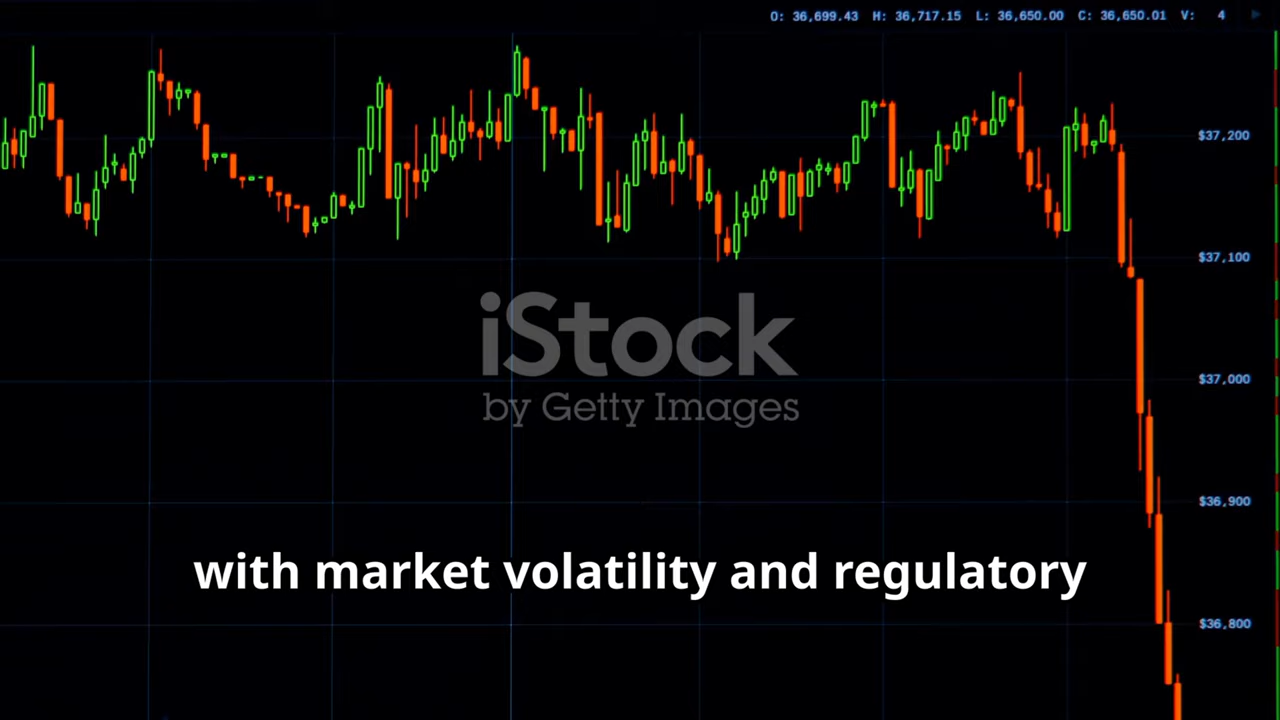 O: 36,699.43 H: 36,717.15 L: 36,650.00 C: 36,650.01 V: 4
$37,200
$37,100
iStock
by Getty Images
$37,000
$36,900
with market volatility and regulatory
$36,800